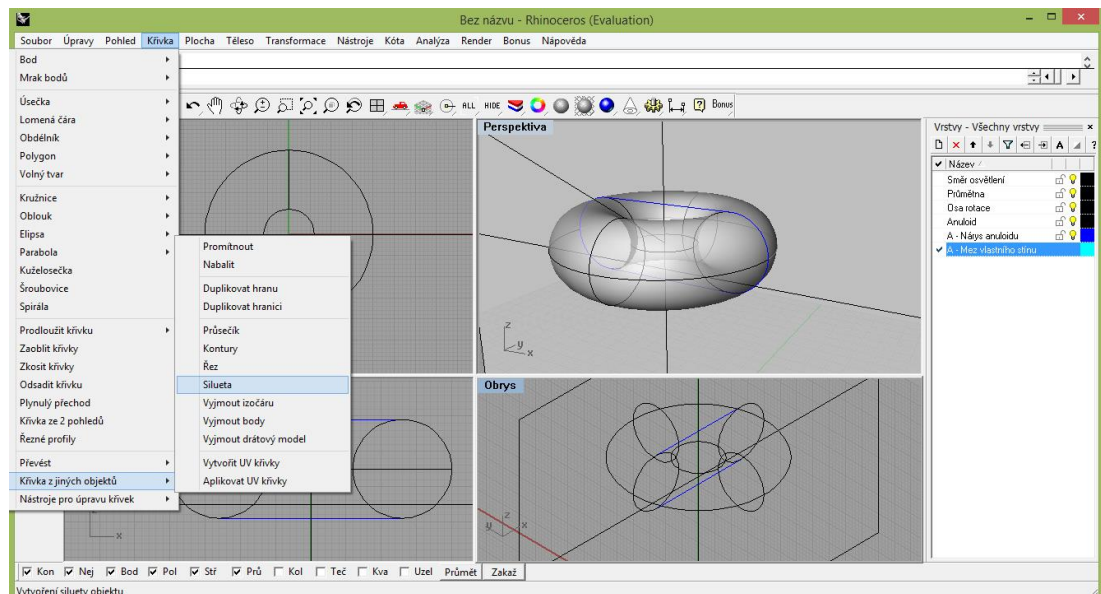 Bez názvu - Rhinoceros (Evaluation)
Soubor Úpravy Pohled Křivka Plocha Těleso Transformace Nástroje Kóta Analýza Render Bonus Nápověda
Bod
Mrak bodů
Úsečka
Lomená čára
Obdélník
Polygon
Volný tvar
Kružnice
Oblouk
Elipsa
Parabola
Kuželosečka
Šroubovice
Spirála
Prodloužit křivku
Zaoblit křivky
Zkosit křivky
Odsadit křivku
Plynulý přechod
Křivka ze 2 pohledů
Řezné profily
Převést
Křivka z jiných objektů
Nástroje pro úpravu křivek
Promítnout
Nabalit
Duplikovat hranu
Duplikovat hranici
Průsečík
Kontury
Řez
Silueta
Vyjmout izočáru
Vyjmout body
Vyjmout drátový model
Vytvořit UV křivky
Aplikovat UV křivky
ALL HIDE Bonus
Perspektiva
z
y
x
Obrys
z
y
x
x
Vrstvy - Všechny vrstvy
A ?
Název
Směr osvětlení
Průmětna
Osa rotace
Anuloid
A - Nárys anuloidu
A - Mez vlastního stínu
Kon Nej Bod Pol Stř Prů Kol Teč Kva Uzel Průmět Zakaž
Vytvoření siluety objektu